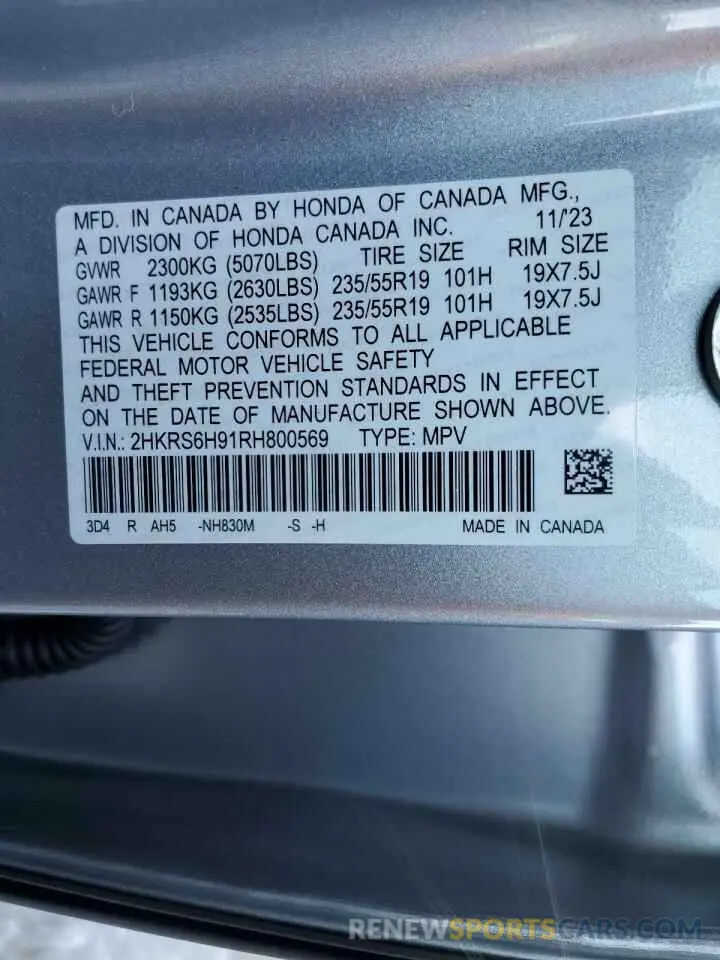 MFD. IN CANADA BY HONDA OF CANADA MFG.,
A DIVISION OF HONDA CANADA INC. 11/'23
GVWR 2300KG (5070LBS) TIRE SIZE RIM SIZE
GAWR F 1193KG (2630LBS) 235/55R19 101H 19X7.5J
GAWR R 1150KG (2535LBS) 235/55R19 101H 19X7.5J
THIS VEHICLE CONFORMS TO ALL APPLICABLE
FEDERAL MOTOR VEHICLE SAFETY
AND THEFT PREVENTION STANDARDS IN EFFECT
ON THE DATE OF MANUFACTURE SHOWN ABOVE.
V.I.N.: 2HKRS6H91RH800569 TYPE: MPV
3D4 R AH5 -NH830M -S -H MADE IN CANADA
RENEWSPORTSCARS.COM